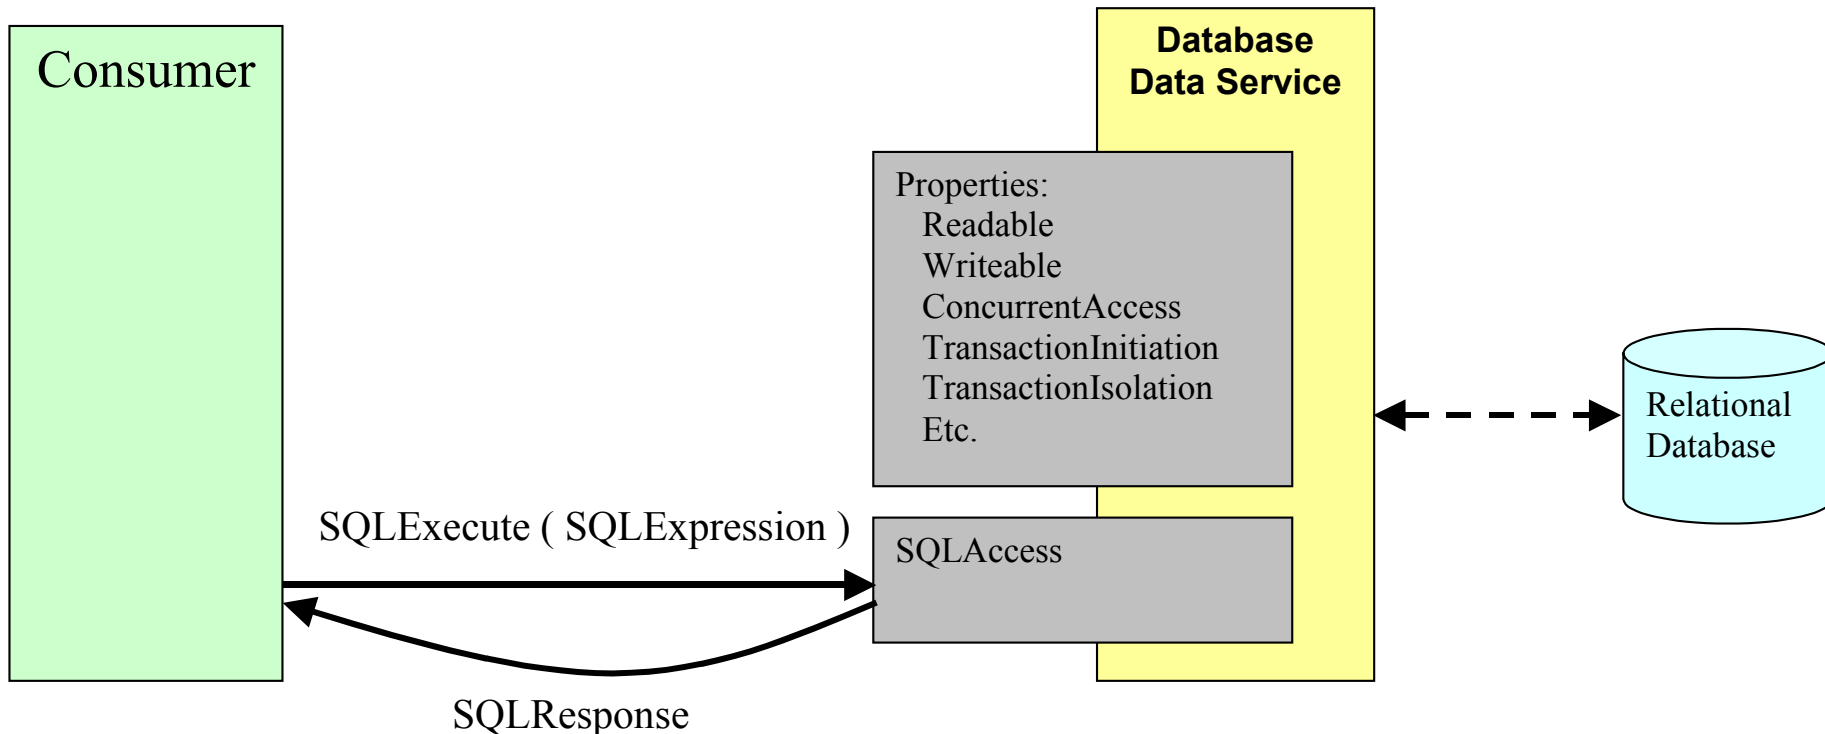 Consumer
Database
Data Service
Properties:
Readable
Writeable
ConcurrentAccess
TransactionInitiation
TransactionIsolation
Etc.
Relational
Database
SQLExecute ( SQLExpression )
SQLAccess
SQLResponse